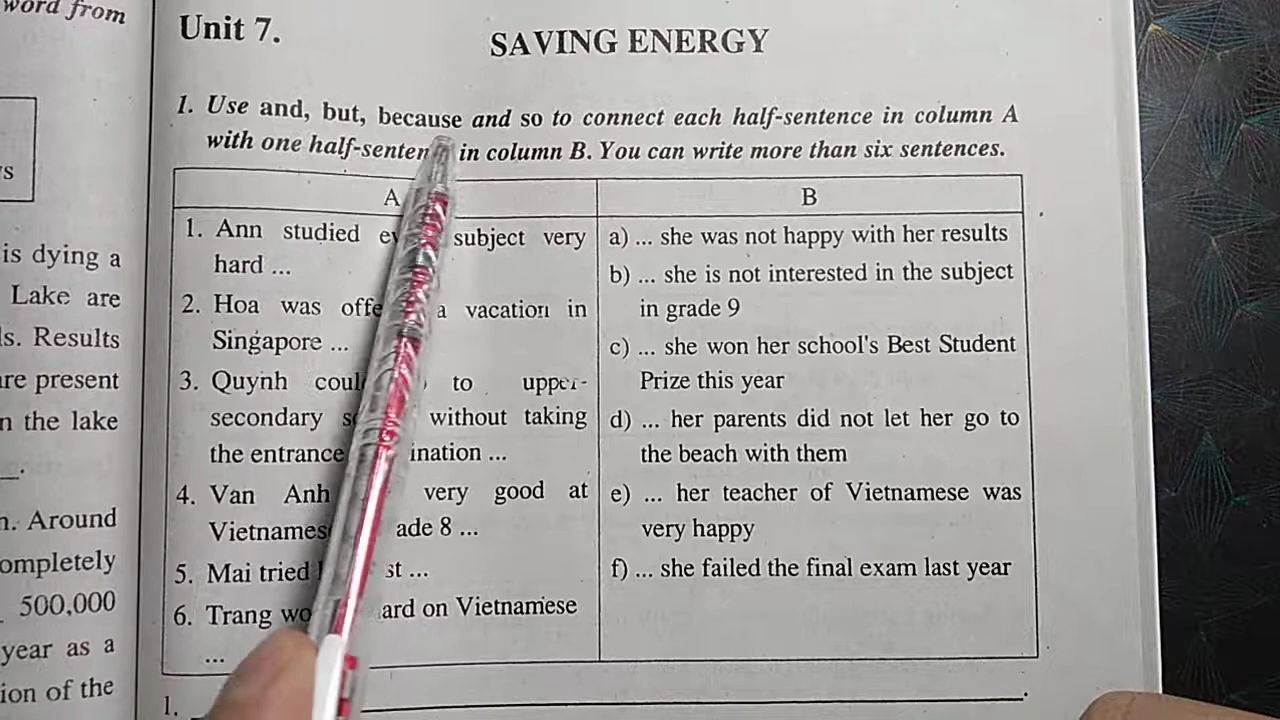 word from
s
is dying a
Lake are
ls. Results
are present
n the lake
n. Around
ompletely
500,000
year as a
ion of the
Unit 7.
SAVING ENERGY
1. Use and, but, because and so to connect each half-sentence in column A
with one half-senten in column B. You can write more than six sentences.
A
1. Ann studied ev subject very
hard ...
2. Hoa was offe a vacation in
Singapore ...
3. Quynh coul to upper-
secondary s without taking
the entrance ination ...
4. Van Anh very good at
Vietnames ade 8 ...
5. Mai tried st ...
6. Trang wo ard on Vietnamese
...
B
a) ... she was not happy with her results
b) ... she is not interested in the subject
in grade 9
c) ... she won her school's Best Student
Prize this year
d) ... her parents did not let her go to
the beach with them
e) ... her teacher of Vietnamese was
very happy
f) ... she failed the final exam last year
1.